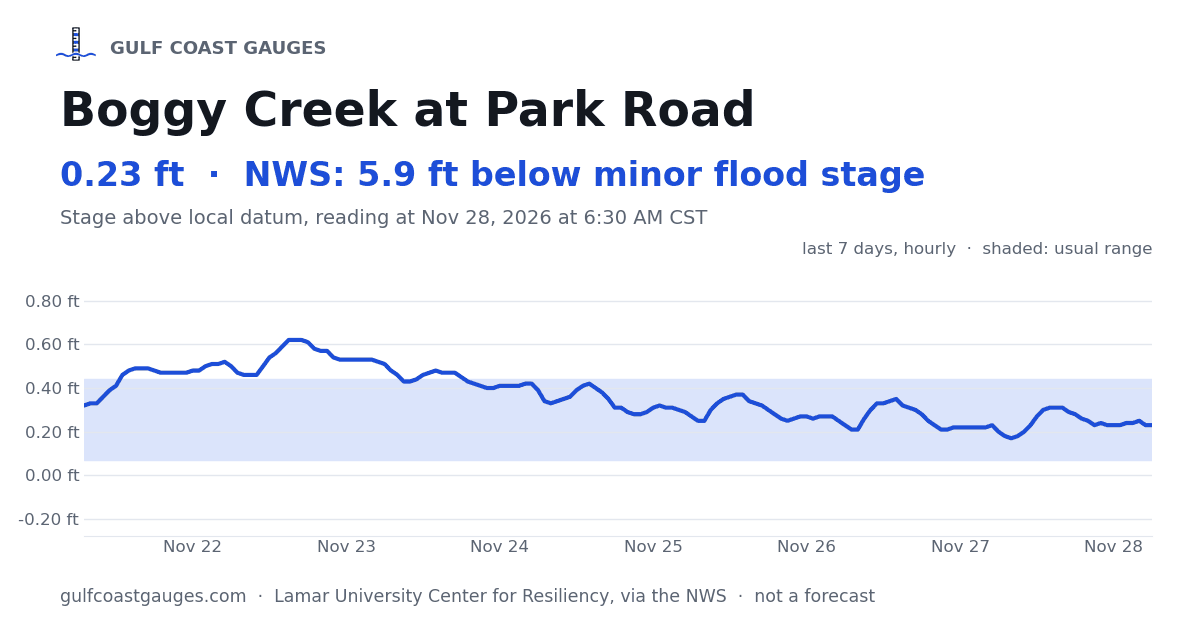 GULF COAST GAUGES
Boggy Creek at Park Road
0.23 ft · NWS: 5.9 ft below minor flood stage
Stage above local datum, reading at Nov 28, 2026 at 6:30 AM CST
last 7 days, hourly · shaded: usual range
0.80 ft
0.60 ft
0.40 ft
0.20 ft
0.00 ft
-0.20 ft
Nov 22 Nov 23 Nov 24 Nov 25 Nov 26 Nov 27 Nov 28
gulfcoastgauges.com · Lamar University Center for Resiliency, via the NWS · not a forecast